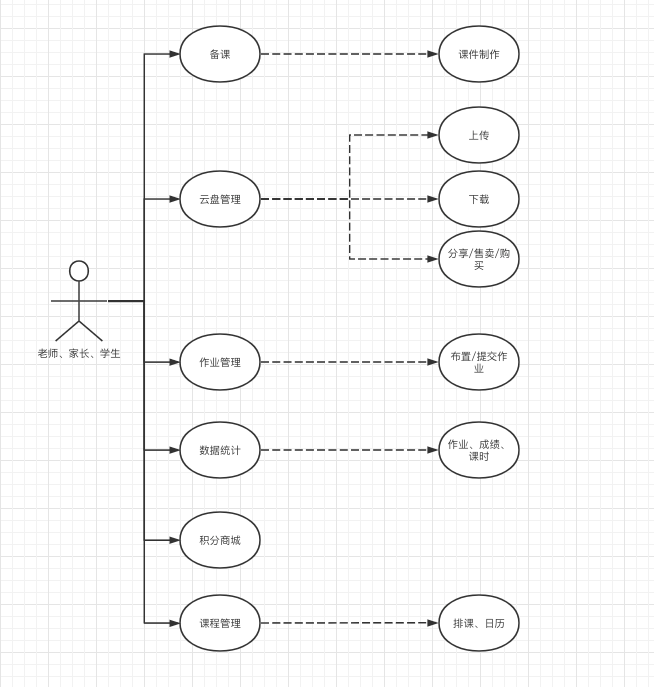 备课
课件制作
上传
云盘管理
下载
分享/售卖/购
买
老师、家长、学生
作业管理
布置/提交作
业
数据统计
作业、成绩、
课时
积分商城
课程管理
排课、日历